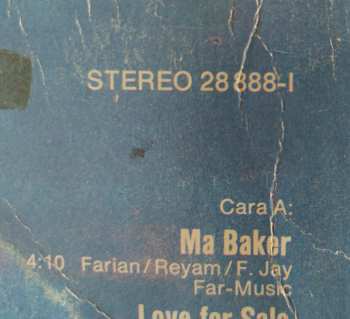 STEREO 28 888-I
Cara A:
Ma Baker
4:10 Farian/Reyam/F. Jay
Far-Music
Love for Sale